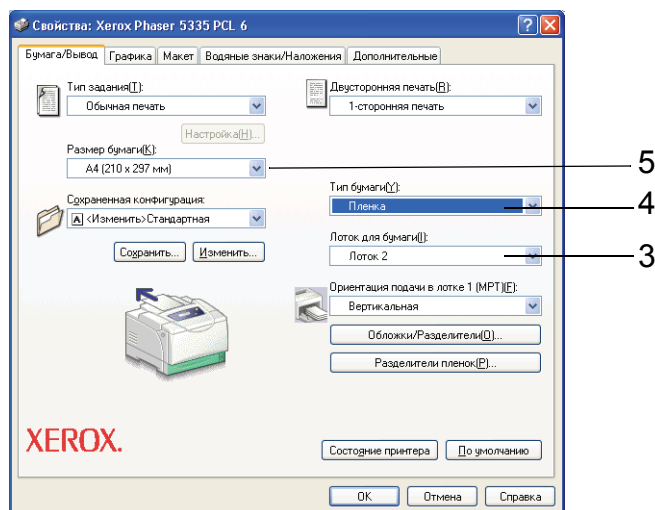 Свойства: Xerox Phaser 5335 PCL 6
Бумага/Вывод Графика Макет Водяные знаки/Наложения Дополнительные
Тип задания(T):
Обычная печать
Двусторонняя печать(R):
1-сторонняя печать
Настройка(H)...
Размер бумаги(K):
A4 (210 x 297 мм)
5
Тип бумаги(Y):
Пленка
4
Сохраненная конфигурация:
<Изменить>Стандартная
Сохранить... Изменить...
Лоток для бумаги(I):
Лоток 2
3
Ориентация подачи в лотке 1 (MPT)(F):
Вертикальная
Обложки/Разделители(O)...
Разделители пленок(P)...
XEROX.
Состояние принтера По умолчанию
OK Отмена Справка